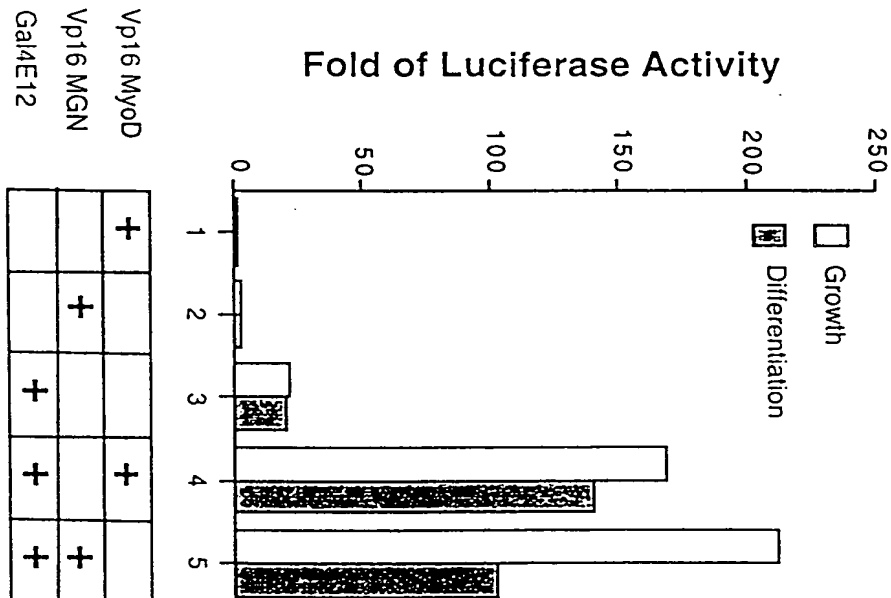 Fold of Luciferase Activity
250
200
150
100
50
0
Growth
Differentiation
1
2
3
4
5
Vp16 MyoD + +
Vp16 MGN + +
Gal4E12 + + +